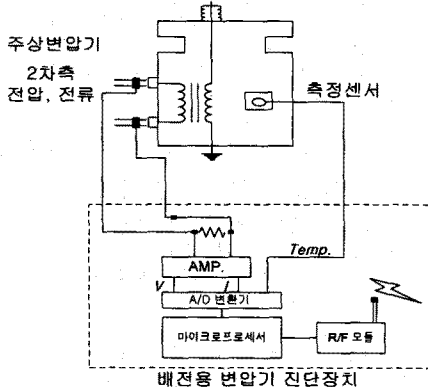 주상변압기
2차측
전압, 전류
측정센서
Temp.
AMP.
V
I
A/D 변환기
마이크로프로세서
R/F 모듈
배전용 변압기 진단장치